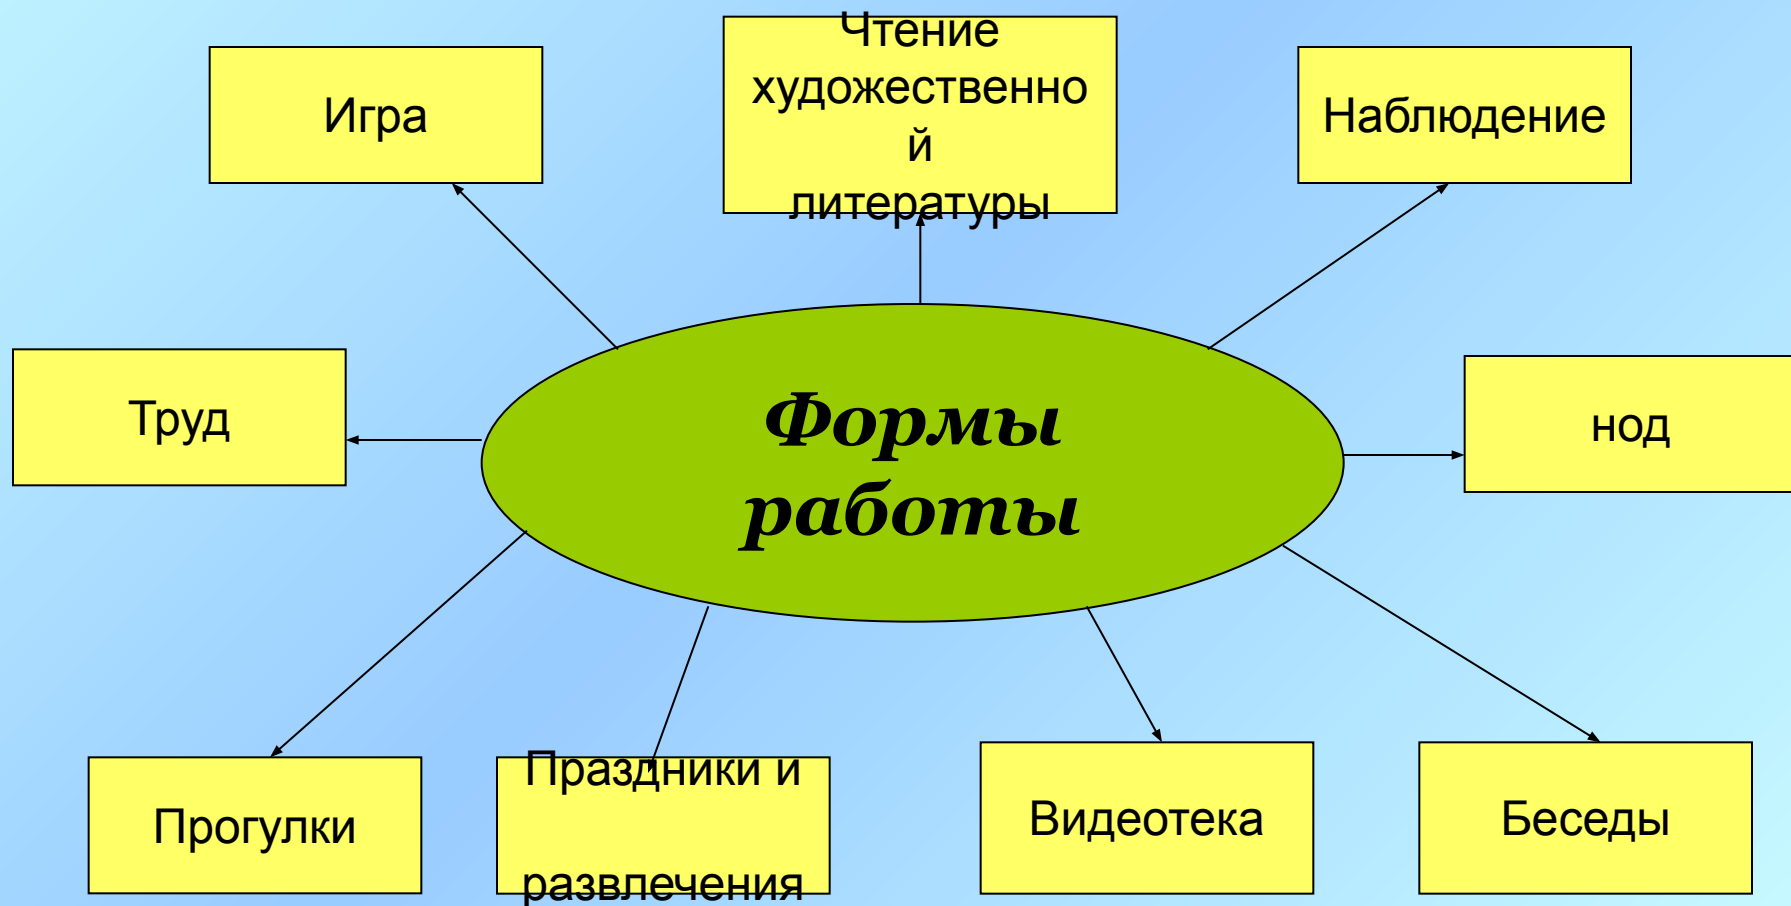 Чтение
художественно
й
литературы
Игра
Наблюдение
Труд
Формы
работы
нод
Прогулки
Праздники и
развлечения
Видеотека
Беседы